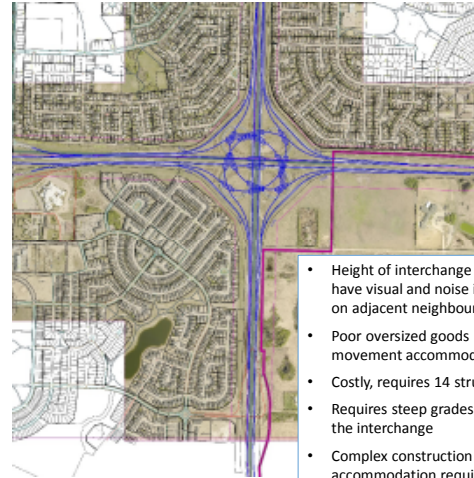 • Height of interchange
have visual and noise
on adjacent neighbour
• Poor oversized goods
movement accommod
• Costly, requires 14 stru
• Requires steep grades
the interchange
• Complex construction
accommodation requi